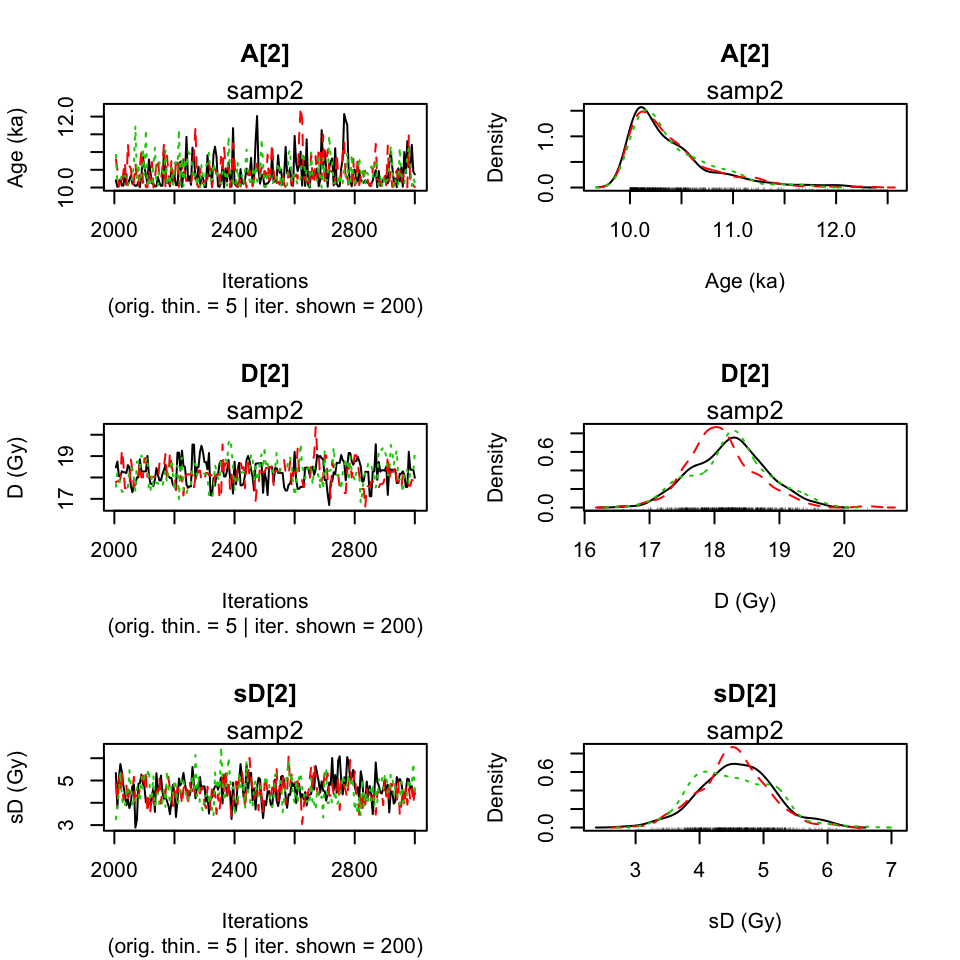 A[2]
samp2
Age (ka)
12.0
10.0
2000 2400 2800
Iterations
(orig. thin. = 5 | iter. shown = 200)
A[2]
samp2
Density
1.0
0.0
10.0 11.0 12.0
Age (ka)
D[2]
samp2
D (Gy)
19
17
2000 2400 2800
Iterations
(orig. thin. = 5 | iter. shown = 200)
D[2]
samp2
Density
0.6
0.0
16 17 18 19 20
D (Gy)
sD[2]
samp2
sD (Gy)
5
3
2000 2400 2800
Iterations
(orig. thin. = 5 | iter. shown = 200)
sD[2]
samp2
Density
0.6
0.0
3 4 5 6 7
sD (Gy)